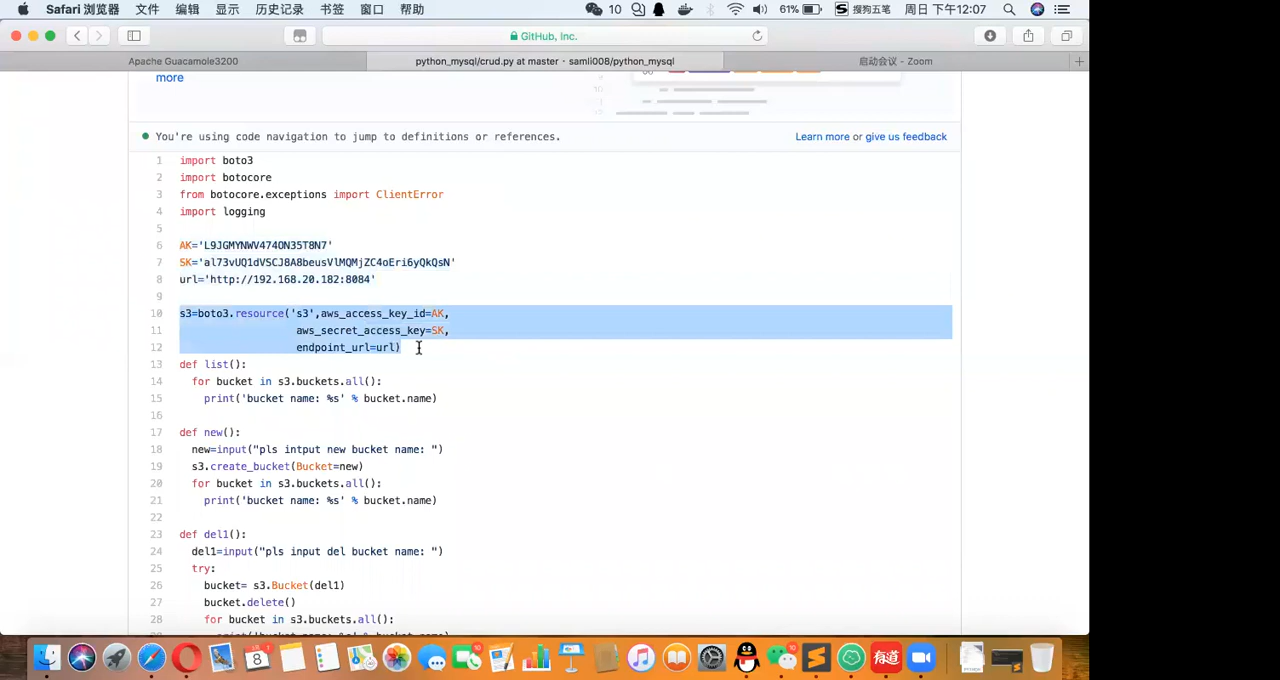 Safari 浏览器 文件 编辑 显示 历史记录 书签 窗口 帮助 10 61% 搜狗五笔 周日 下午12:07
GitHub, Inc.
Apache Guacamole3200 python_mysql/crud.py at master · samli008/python_mysql 启动会议 - Zoom
more
You're using code navigation to jump to definitions or references. Learn more or give us feedback
1 import boto3
2 import botocore
3 from botocore.exceptions import ClientError
4 import logging
5
6 AK='L9JGMYNWV474ON35T8N7'
7 SK='al73vUQ1dVSCJ8A8beusVlMQMjZC4oEri6yQkQsN'
8 url='http://192.168.20.182:8084'
9
10 s3=boto3.resource('s3',aws_access_key_id=AK,
11 aws_secret_access_key=SK,
12 endpoint_url=url)
13 def list():
14 for bucket in s3.buckets.all():
15 print('bucket name: %s' % bucket.name)
16
17 def new():
18 new=input("pls intput new bucket name: ")
19 s3.create_bucket(Bucket=new)
20 for bucket in s3.buckets.all():
21 print('bucket name: %s' % bucket.name)
22
23 def del1():
24 del1=input("pls input del bucket name: ")
25 try:
26 bucket= s3.Bucket(del1)
27 bucket.delete()
28 for bucket in s3.buckets.all():
8
有道